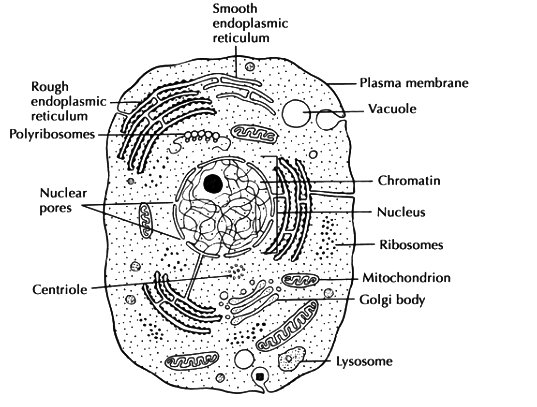 Smooth
endoplasmic
reticulum
Rough
endoplasmic
reticulum
Polyribosomes
Nuclear
pores
Centriole
Plasma membrane
Vacuole
Chromatin
Nucleus
Ribosomes
Mitochondrion
Golgi body
Lysosome